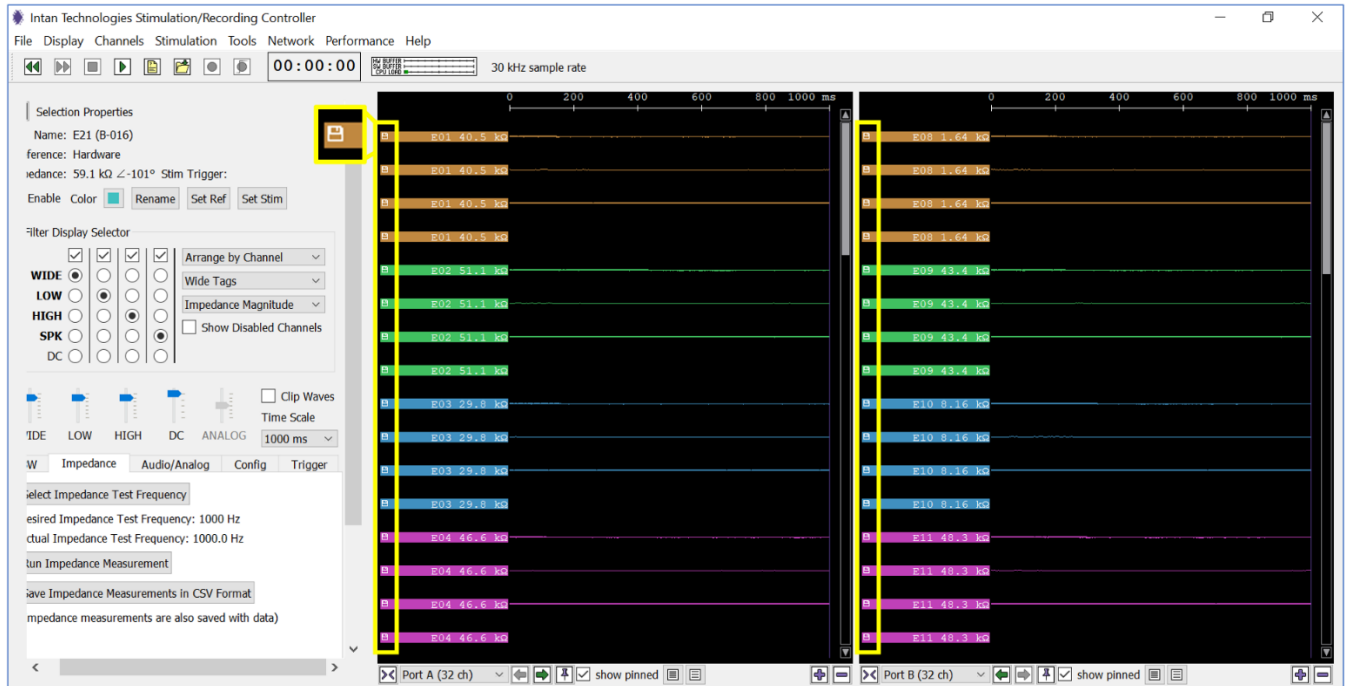 Intan Technologies Stimulation/Recording Controller
File Display Channels Stimulation Tools Network Performance Help
00:00:00
HW BUFFER
SW BUFFER
CPU LOAD
30 kHz sample rate
Selection Properties
Name: E21 (B-016)
ference: Hardware
edance: 59.1 kΩ ∠-101° Stim Trigger:
Enable Color Rename Set Ref Set Stim
Filter Display Selector
Arrange by Channel
WIDE
Wide Tags
LOW
Impedance Magnitude
HIGH
Show Disabled Channels
SPK
DC
Clip Waves
Time Scale
IDE LOW HIGH DC ANALOG
1000 ms
W Impedance Audio/Analog Config Trigger
Select Impedance Test Frequency
esired Impedance Test Frequency: 1000 Hz
ctual Impedance Test Frequency: 1000.0 Hz
Run Impedance Measurement
Save Impedance Measurements in CSV Format
mpedance measurements are also saved with data)
0 200 400 600 800 1000 ms
E01 40.5 kΩ
E01 40.5 kΩ
E01 40.5 kΩ
E01 40.5 kΩ
E02 51.1 kΩ
E02 51.1 kΩ
E02 51.1 kΩ
E02 51.1 kΩ
E03 29.8 kΩ
E03 29.8 kΩ
E03 29.8 kΩ
E03 29.8 kΩ
E04 46.6 kΩ
E04 46.6 kΩ
E04 46.6 kΩ
E04 46.6 kΩ
Port A (32 ch) show pinned
0 200 400 600 800 1000 ms
E08 1.64 kΩ
E08 1.64 kΩ
E08 1.64 kΩ
E08 1.64 kΩ
E09 43.4 kΩ
E09 43.4 kΩ
E09 43.4 kΩ
E09 43.4 kΩ
E10 8.16 kΩ
E10 8.16 kΩ
E10 8.16 kΩ
E10 8.16 kΩ
E11 48.3 kΩ
E11 48.3 kΩ
E11 48.3 kΩ
E11 48.3 kΩ
Port B (32 ch) show pinned